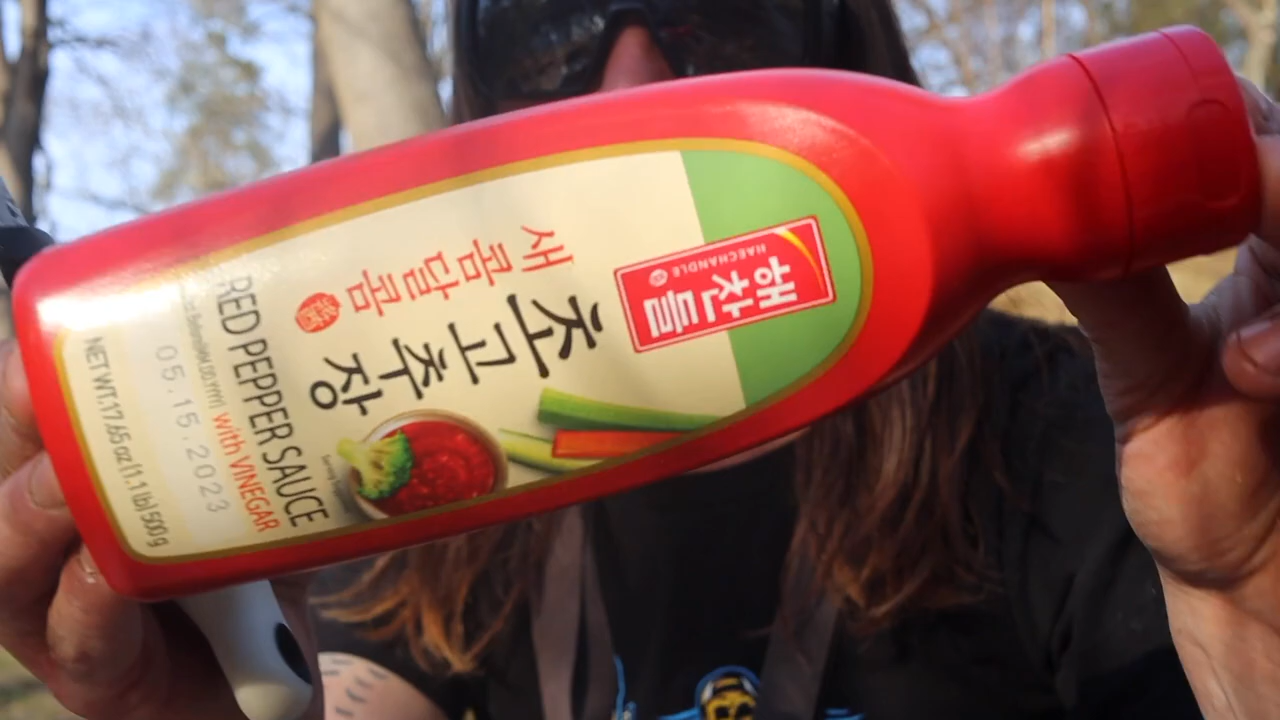 해찬들
HAECHANDLE
새콤달콤
초고추장
RED PEPPER SAUCE
with VINEGAR
05.15.2023
NET WT. 17.65 oz (1.1 lb) 500 g